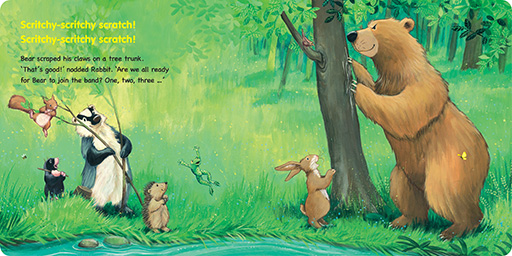 Scritchy-scritchy scratch!
Scritchy-scritchy scratch!
Bear scraped his claws on a tree trunk.
‘That’s good!’ nodded Rabbit. ‘Are we all ready
for Bear to join the band? One, two, three ...’